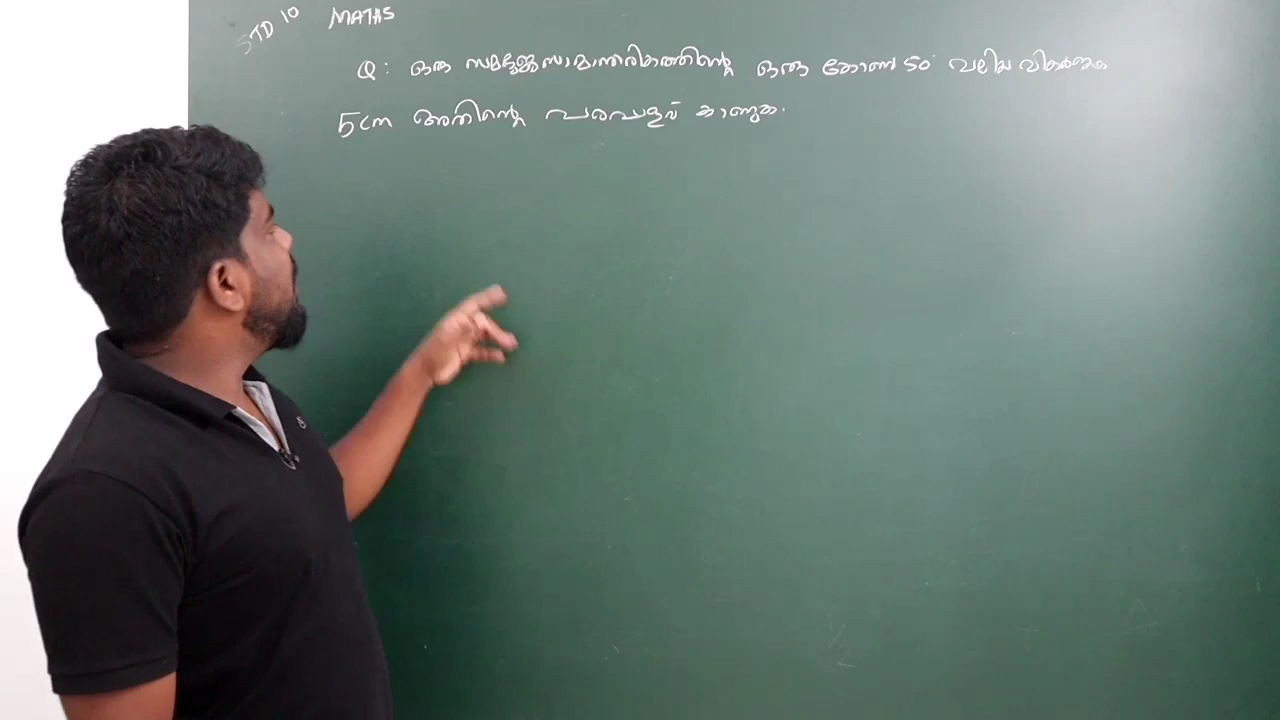 STD 10 MATHS
Q: ഒരു സമഭുജസാമാന്തരികത്തിന്റെ ഒരു കോൺ 50° വലിയ വികർണം
5cm അതിന്റെ പരപ്പളവ് കാണുക.